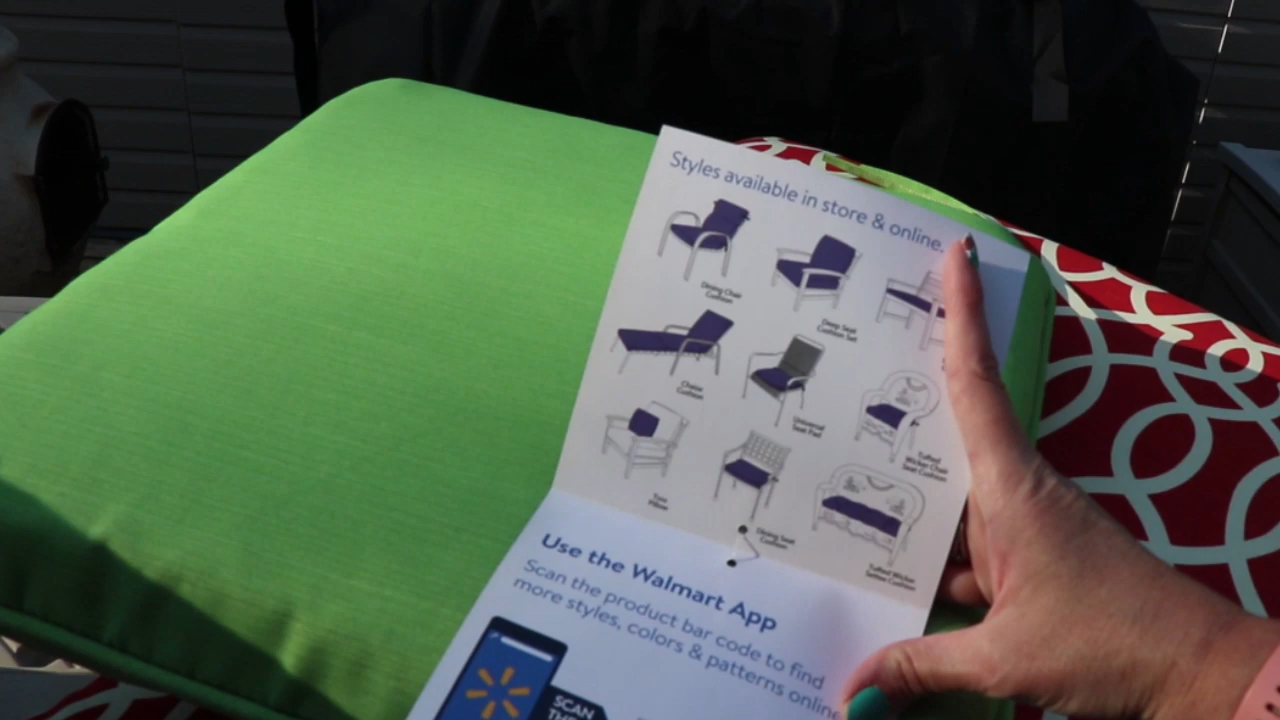 Styles available in store & online.
Dining Chair
Cushion
Deep Seat
Cushion Set
Chaise
Cushion
Universal
Seat Pad
Tufted
Wicker Chair
Seat Cushion
Toss
Pillow
Dining Seat
Cushion
Tufted Wicker
Settee Cushion
Use the Walmart App
Scan the product bar code to find
more styles, colors & patterns online
SCAN